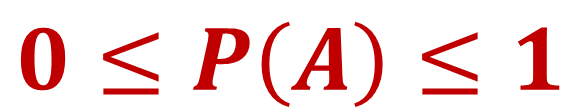 0 ≤ P(A) ≤ 1